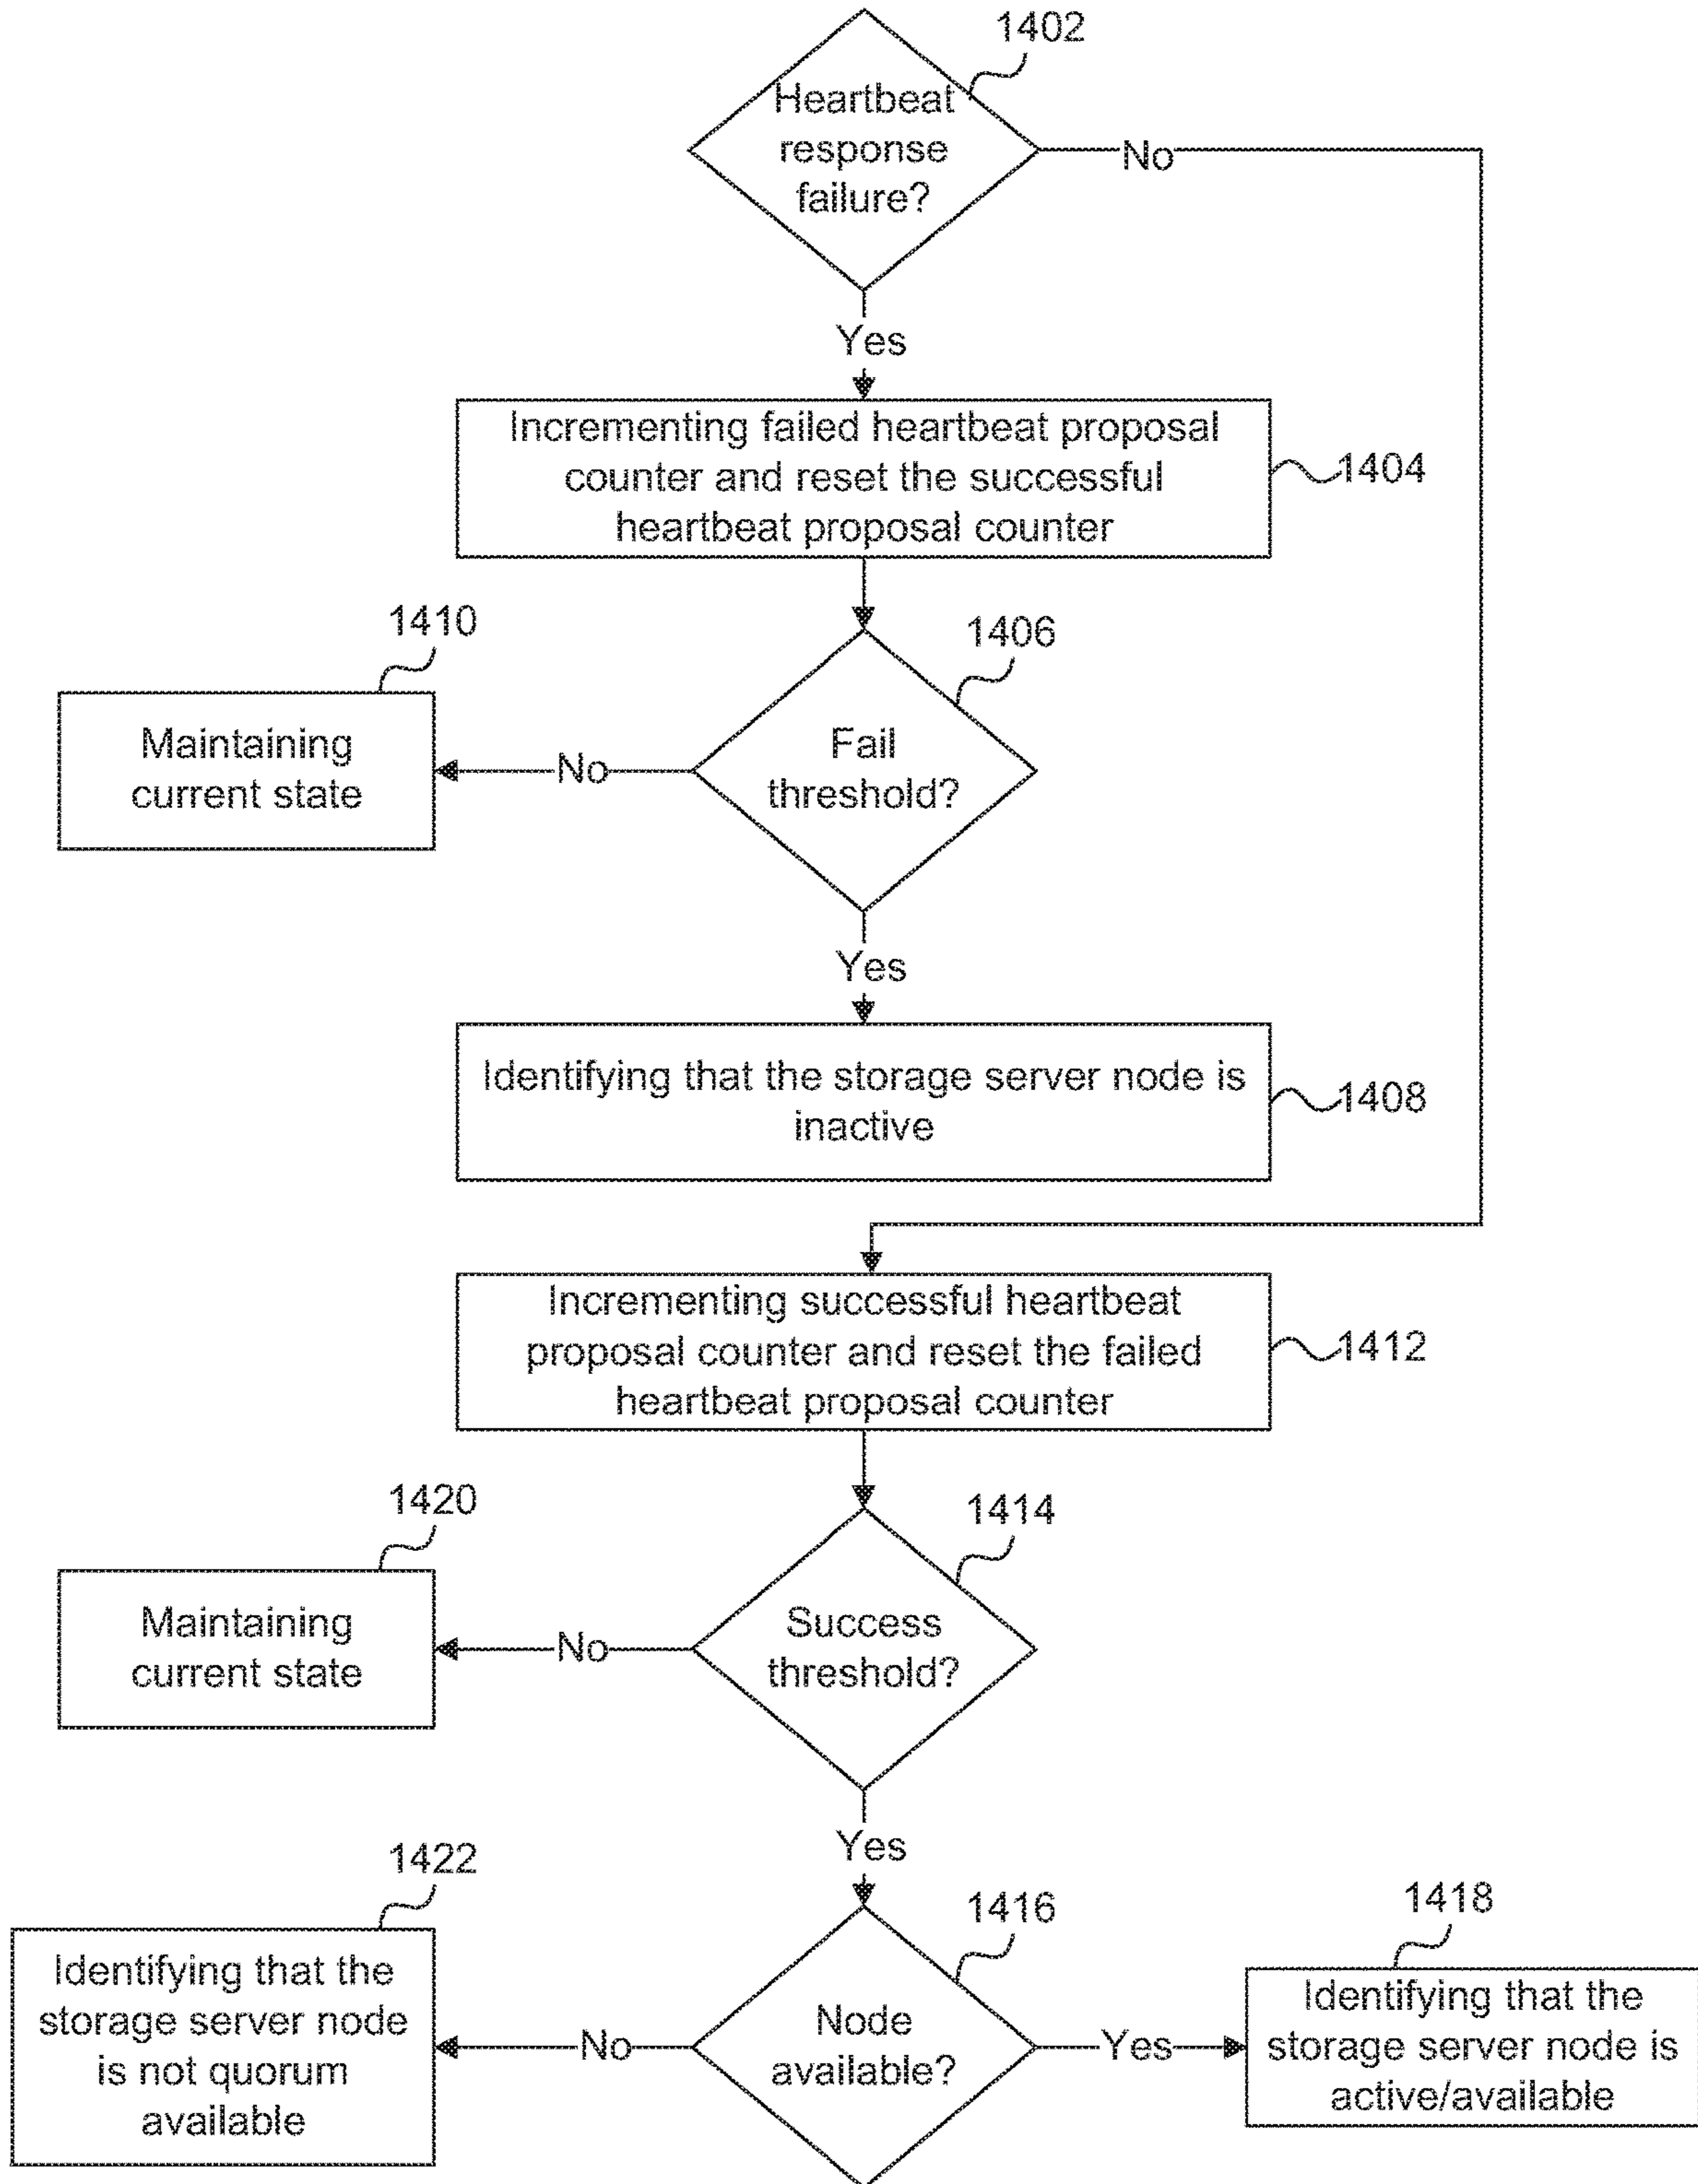 1402
Heartbeat
response
failure?
No
Yes
Incrementing failed heartbeat proposal
counter and reset the successful
heartbeat proposal counter
1404
1410
1406
Maintaining
current state
No
Fail
threshold?
Yes
Identifying that the storage server node is
inactive
1408
Incrementing successful heartbeat
proposal counter and reset the failed
heartbeat proposal counter
1412
1420
1414
Maintaining
current state
No
Success
threshold?
Yes
1422
1416
1418
Identifying that the
storage server node
is not quorum
available
No
Node
available?
Yes
Identifying that the
storage server node is
active/available